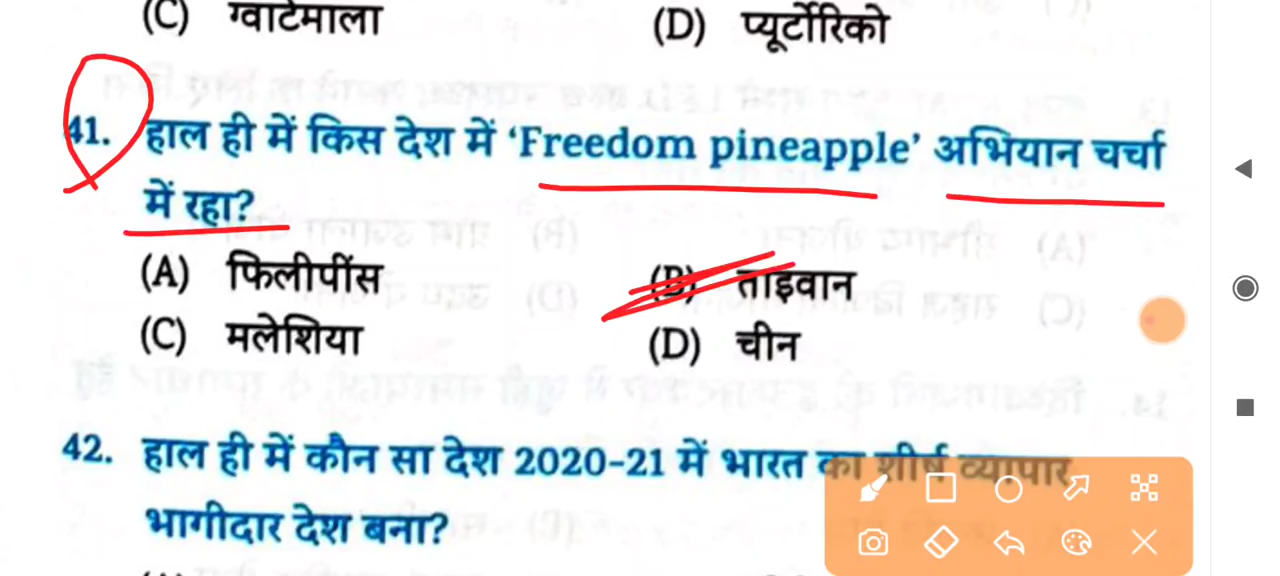 (C) ग्वाटेमाला (D) प्यूर्टोरिको
41. हाल ही में किस देश में ‘Freedom pineapple’ अभियान चर्चा
में रहा?
(A) फिलीपींस (B) ताइवान
(C) मलेशिया (D) चीन
42. हाल ही में कौन सा देश 2020-21 में भारत का शीर्ष व्यापार
भागीदार देश बना?